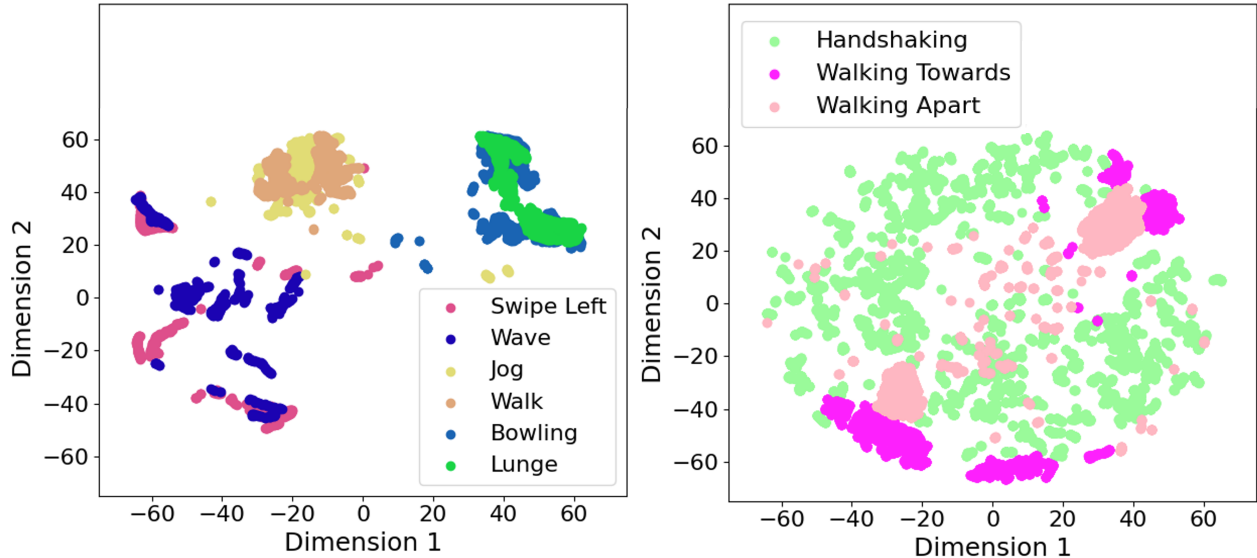 60
40
20
0
−20
−40
−60
Dimension 2
Swipe Left
Wave
Jog
Walk
Bowling
Lunge
−60 −40 −20 0 20 40 60
Dimension 1
Handshaking
Walking Towards
Walking Apart
60
40
20
0
−20
−40
−60
Dimension 2
−60 −40 −20 0 20 40 60
Dimension 1